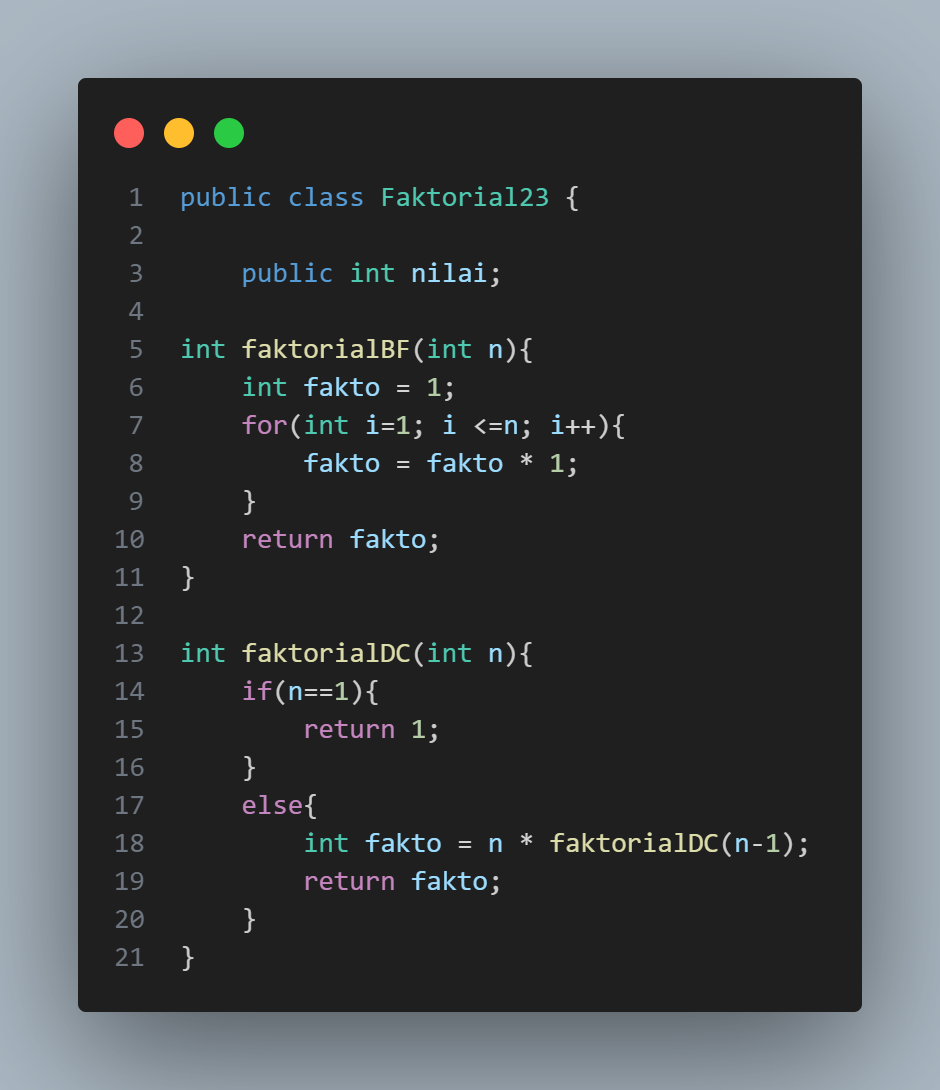 1 public class Faktorial23 {
2
3     public int nilai;
4
5 int faktorialBF(int n){
6     int fakto = 1;
7     for(int i=1; i <=n; i++){
8         fakto = fakto * 1;
9     }
10     return fakto;
11 }
12
13 int faktorialDC(int n){
14     if(n==1){
15         return 1;
16     }
17     else{
18         int fakto = n * faktorialDC(n-1);
19         return fakto;
20     }
21 }